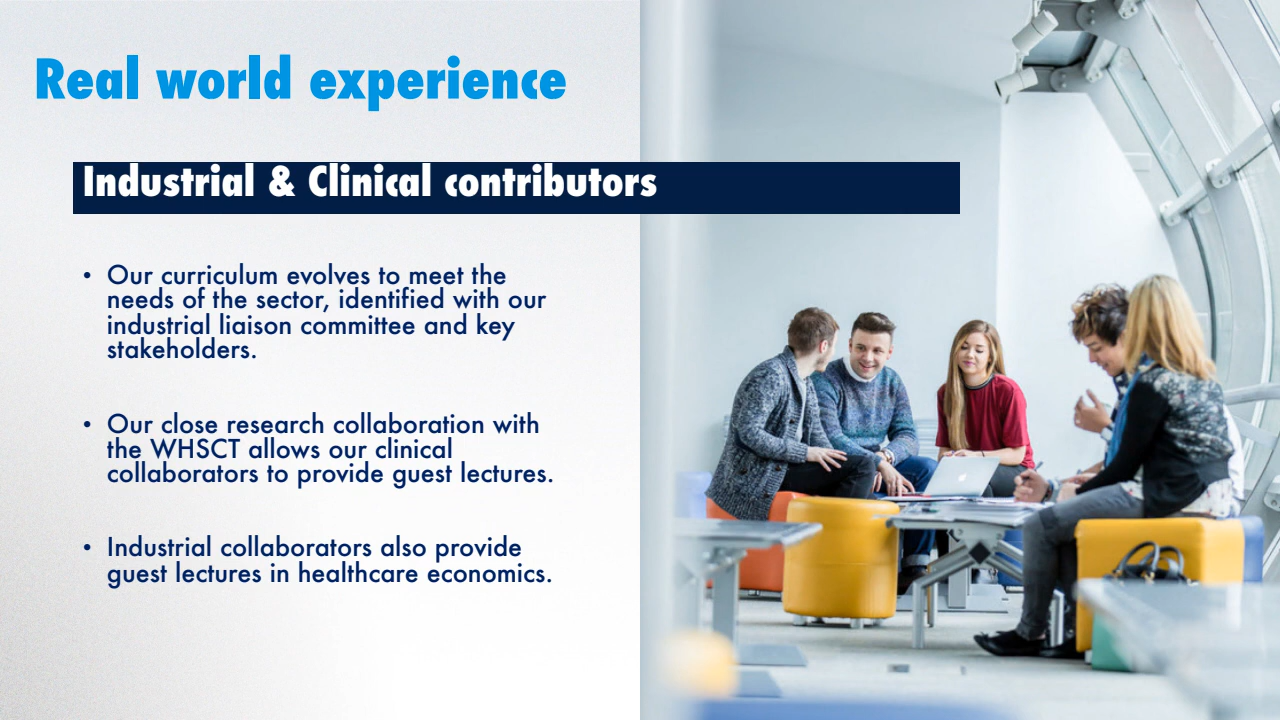 Real world experience
Industrial & Clinical contributors
• Our curriculum evolves to meet the
needs of the sector, identified with our
industrial liaison committee and key
stakeholders.
• Our close research collaboration with
the WHSCT allows our clinical
collaborators to provide guest lectures.
• Industrial collaborators also provide
guest lectures in healthcare economics.